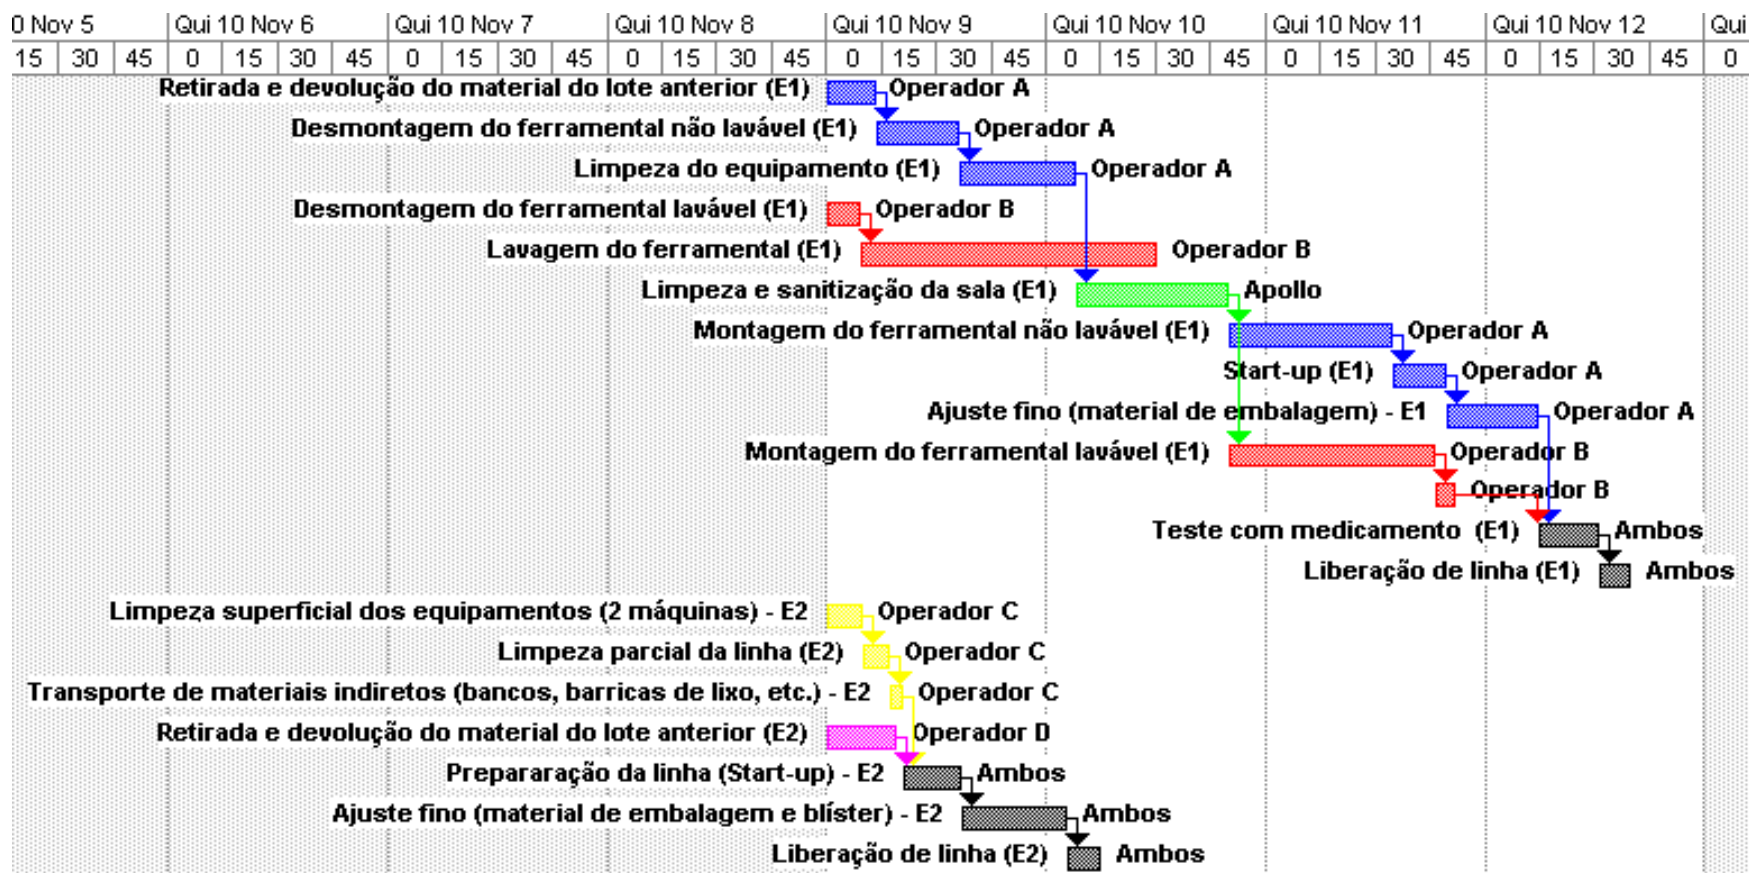 0 Nov 5 Qui 10 Nov 6 Qui 10 Nov 7 Qui 10 Nov 8 Qui 10 Nov 9 Qui 10 Nov 10 Qui 10 Nov 11 Qui 10 Nov 12 Qui
15 30 45 0 15 30 45 0 15 30 45 0 15 30 45 0 15 30 45 0 15 30 45 0 15 30 45 0 15 30 45 0
Retirada e devolução do material do lote anterior (E1) Operador A
Desmontagem do ferramental não lavável (E1) Operador A
Limpeza do equipamento (E1) Operador A
Desmontagem do ferramental lavável (E1) Operador B
Lavagem do ferramental (E1) Operador B
Limpeza e sanitização da sala (E1) Apollo
Montagem do ferramental não lavável (E1) Operador A
Start-up (E1) Operador A
Ajuste fino (material de embalagem) - E1 Operador A
Montagem do ferramental lavável (E1) Operador B
Operador B
Teste com medicamento (E1) Ambos
Liberação de linha (E1) Ambos
Limpeza superficial dos equipamentos (2 máquinas) - E2 Operador C
Limpeza parcial da linha (E2) Operador C
Transporte de materiais indiretos (bancos, barricas de lixo, etc.) - E2 Operador C
Retirada e devolução do material do lote anterior (E2) Operador D
Prepararação da linha (Start-up) - E2 Ambos
Ajuste fino (material de embalagem e blíster) - E2 Ambos
Liberação de linha (E2) Ambos